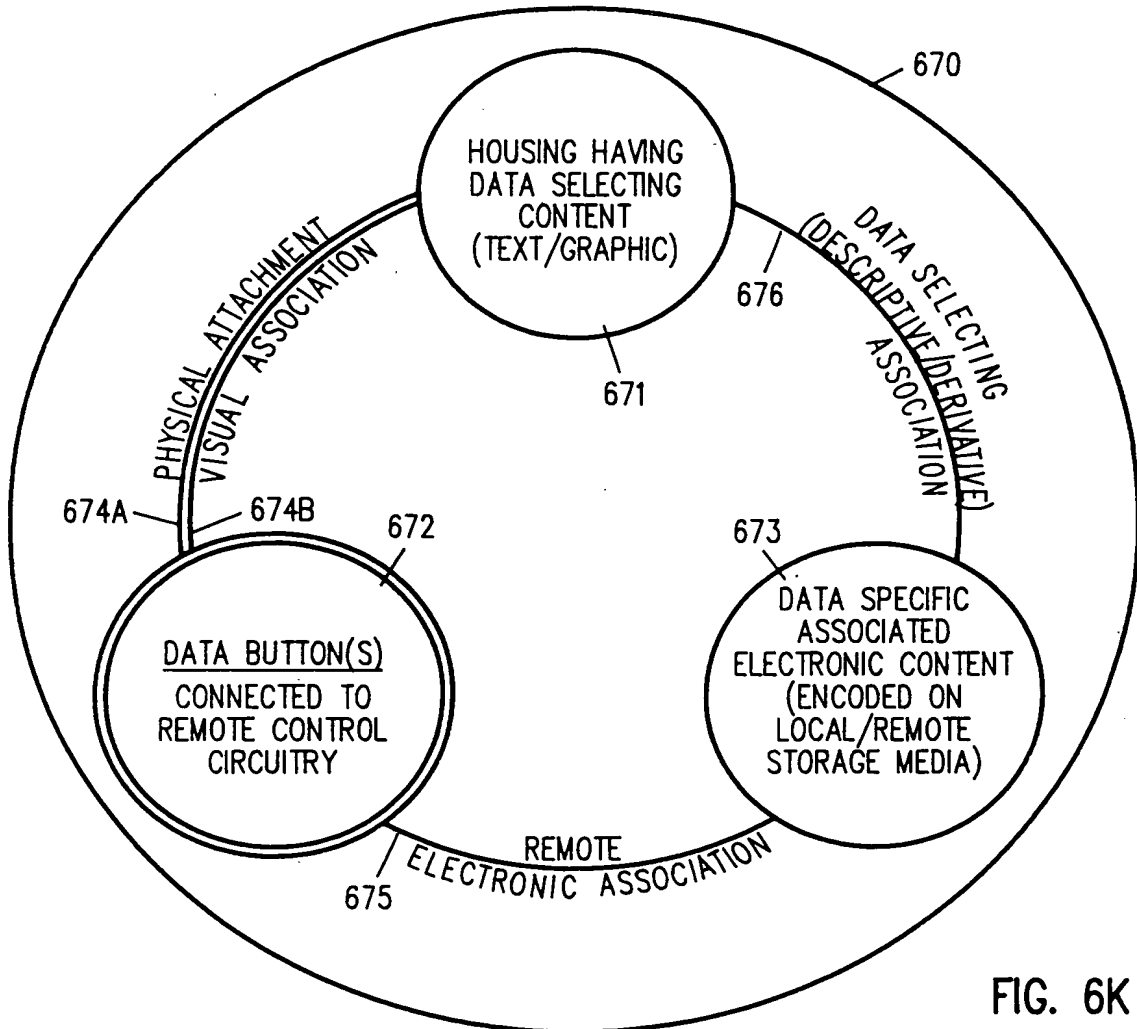 670
HOUSING HAVING
DATA SELECTING
CONTENT
(TEXT/GRAPHIC)
671
676
PHYSICAL ATTACHMENT
VISUAL ASSOCIATION
DATA SELECTING
(DESCRIPTIVE/DERIVATIVE)
ASSOCIATION
674A
674B
672
673
DATA BUTTON(S)
CONNECTED TO
REMOTE CONTROL
CIRCUITRY
DATA SPECIFIC
ASSOCIATED
ELECTRONIC CONTENT
(ENCODED ON
LOCAL/REMOTE
STORAGE MEDIA)
675
REMOTE
ELECTRONIC ASSOCIATION
FIG. 6K